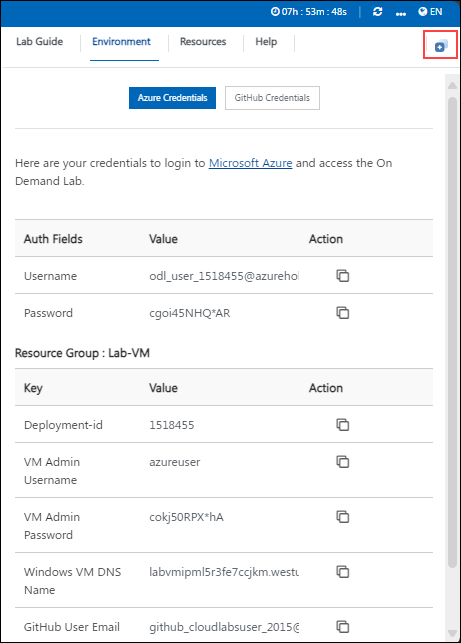 07h : 53m : 48s EN
Lab Guide Environment Resources Help
Azure Credentials GitHub Credentials
Here are your credentials to login to Microsoft Azure and access the On
Demand Lab.
Auth Fields Value Action
Username odl_user_1518455@azureho
Password cgoi45NHQ*AR
Resource Group : Lab-VM
Key Value Action
Deployment-id 1518455
VM Admin
Username azureuser
VM Admin
Password cokj50RPX*hA
Windows VM DNS
Name labvmipml5r3fe7ccjkm.westu
GitHub User Email github_cloudlabsuser_2015@